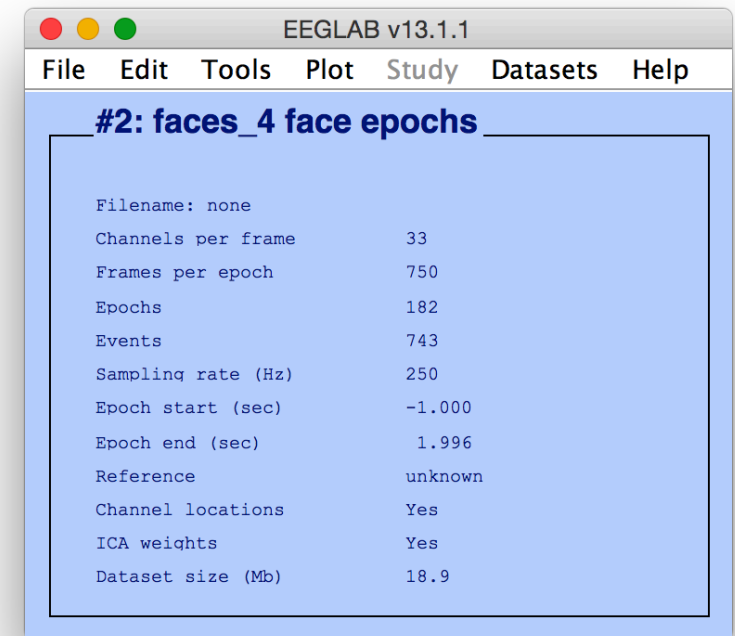 EEGLAB v13.1.1
File Edit Tools Plot Study Datasets Help
#2: faces_4 face epochs
Filename: none
Channels per frame 33
Frames per epoch 750
Epochs 182
Events 743
Sampling rate (Hz) 250
Epoch start (sec) -1.000
Epoch end (sec) 1.996
Reference unknown
Channel locations Yes
ICA weights Yes
Dataset size (Mb) 18.9